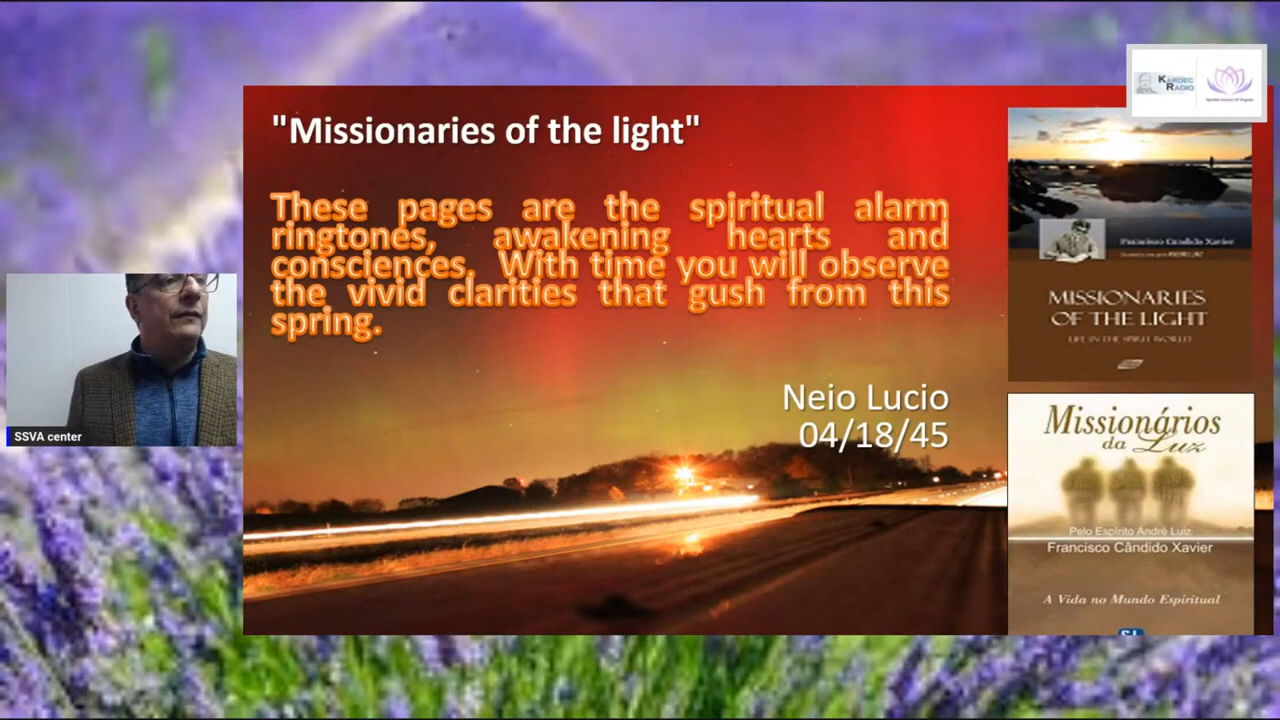 "Missionaries of the light"
These pages are the spiritual alarm
ringtones, awakening hearts and
consciences. With time you will observe
the vivid clarities that gush from this
spring.
Neio Lucio
04/18/45
SSVA center
KARDEC
RADIO
Francisco Candido Xavier
MISSIONARIES
OF THE LIGHT
LIFE IN THE SPIRIT WORLD
Missionários
da Luz
Pelo Espírito André Luiz
Francisco Cândido Xavier
A Vida no Mundo Espiritual